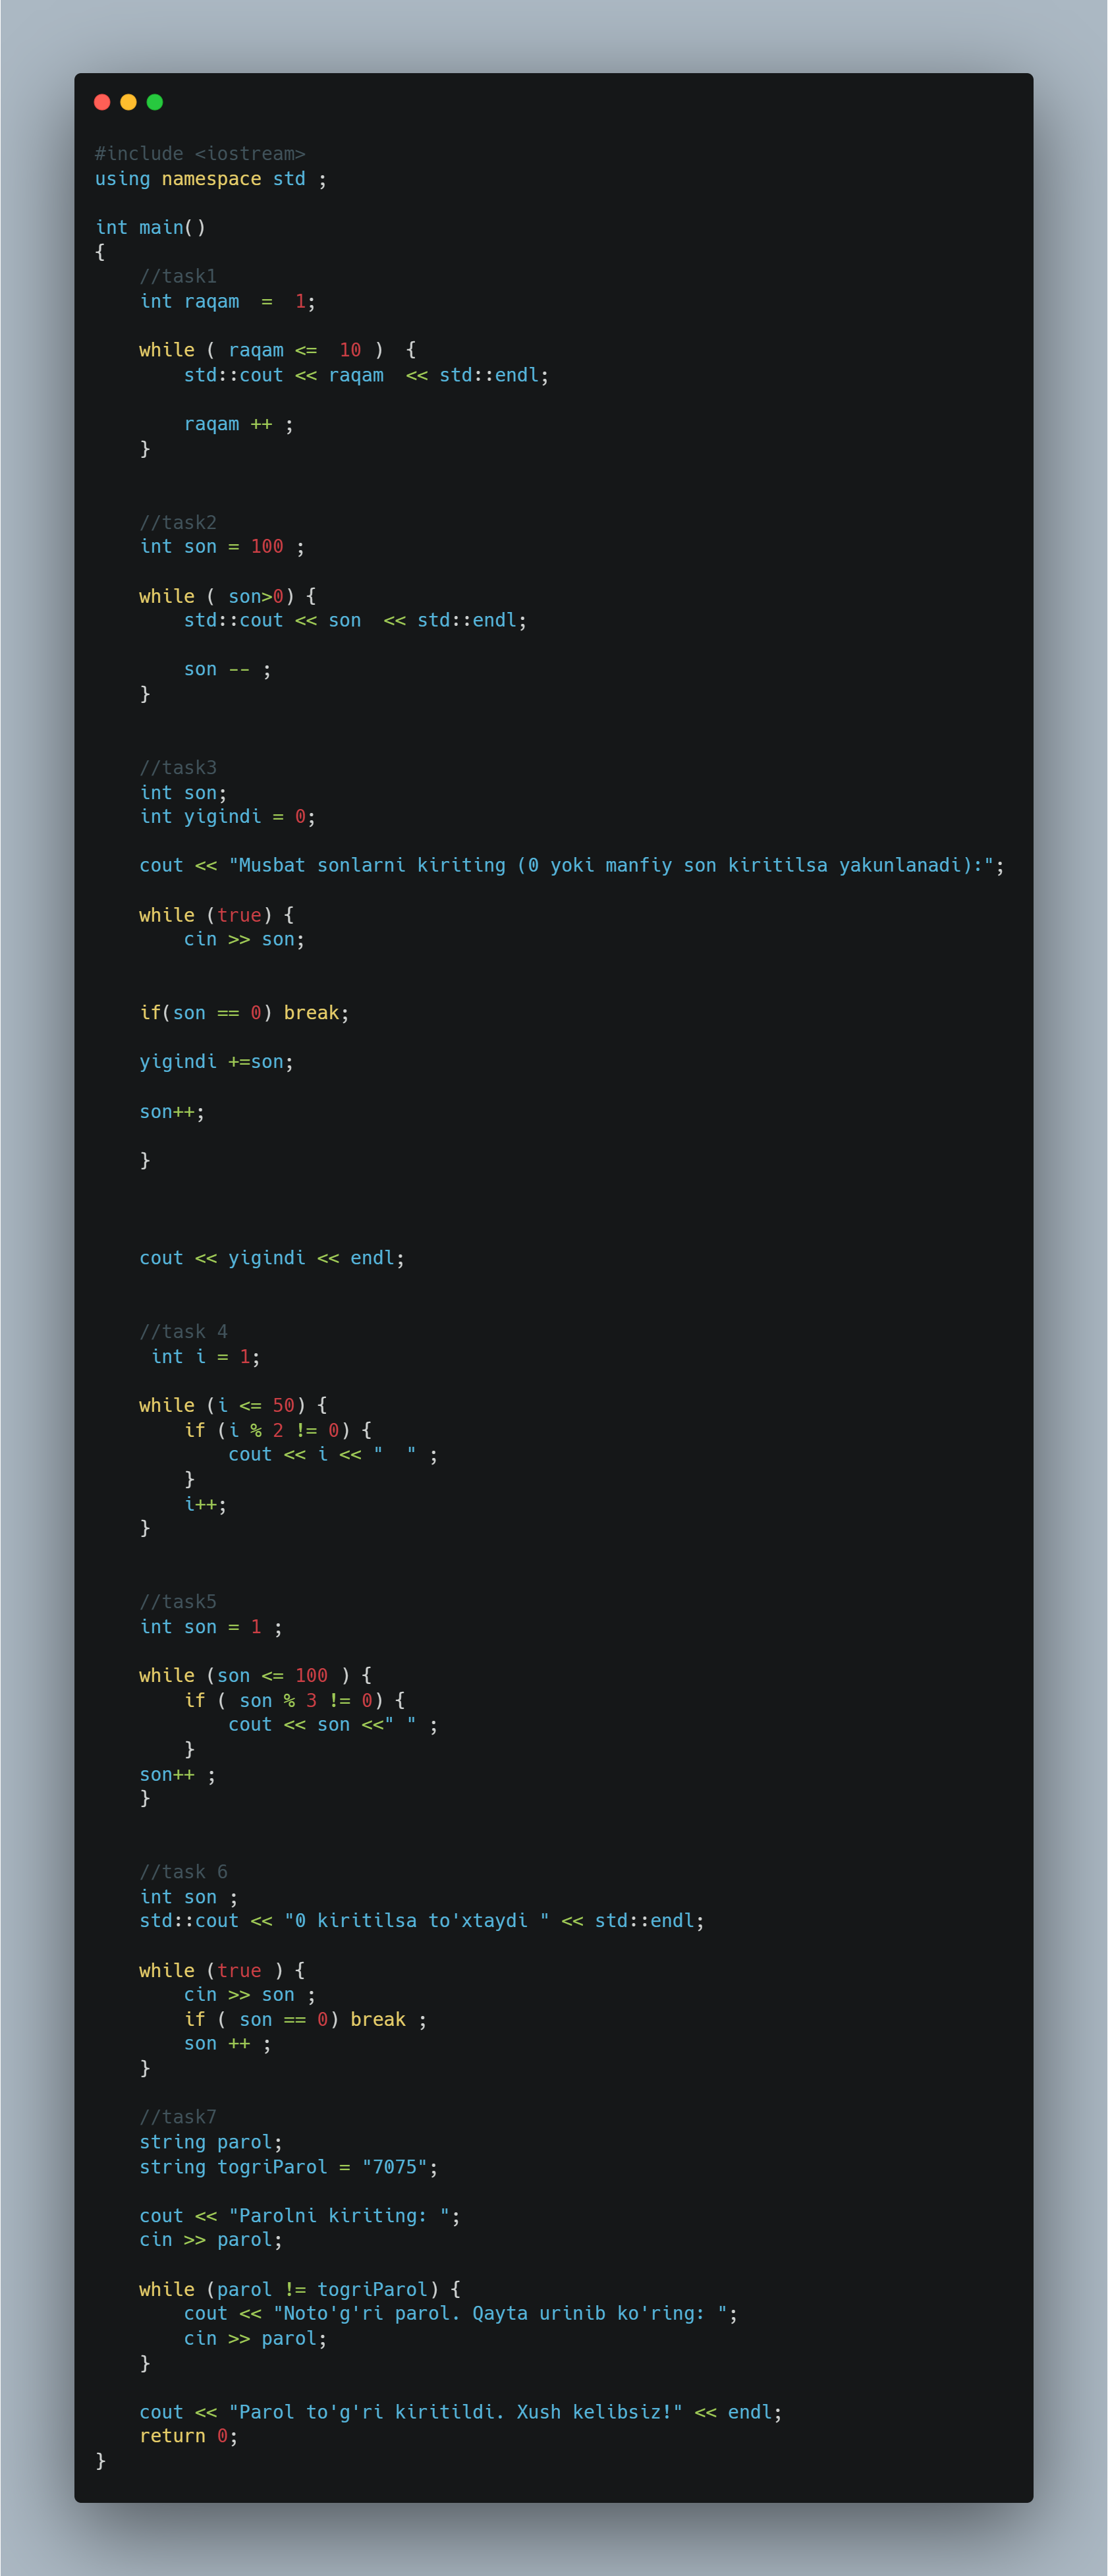 #include <iostream>
using namespace std ;

int main()
{
    //task1
    int raqam  =  1;

    while ( raqam <=  10 )  {
        std::cout << raqam  << std::endl;

        raqam ++ ;
    }


    //task2
    int son = 100 ;

    while ( son>0) {
        std::cout << son  << std::endl;

        son -- ;
    }


    //task3
    int son;
    int yigindi = 0;

    cout << "Musbat sonlarni kiriting (0 yoki manfiy son kiritilsa yakunlanadi):";

    while (true) {
        cin >> son;


    if(son == 0) break;

    yigindi +=son;

    son++;

    }



    cout << yigindi << endl;


    //task 4
     int i = 1;

    while (i <= 50) {
        if (i % 2 != 0) {
            cout << i << "  " ;
        }
        i++;
    }


    //task5
    int son = 1 ;

    while (son <= 100 ) {
        if ( son % 3 != 0) {
            cout << son <<" " ;
        }
    son++ ;
    }


    //task 6
    int son ;
    std::cout << "0 kiritilsa to'xtaydi " << std::endl;

    while (true ) {
        cin >> son ;
        if ( son == 0) break ;
        son ++ ;
    }

    //task7
    string parol;
    string togriParol = "7075";

    cout << "Parolni kiriting: ";
    cin >> parol;

    while (parol != togriParol) {
        cout << "Noto'g'ri parol. Qayta urinib ko'ring: ";
        cin >> parol;
    }

    cout << "Parol to'g'ri kiritildi. Xush kelibsiz!" << endl;
    return 0;
}